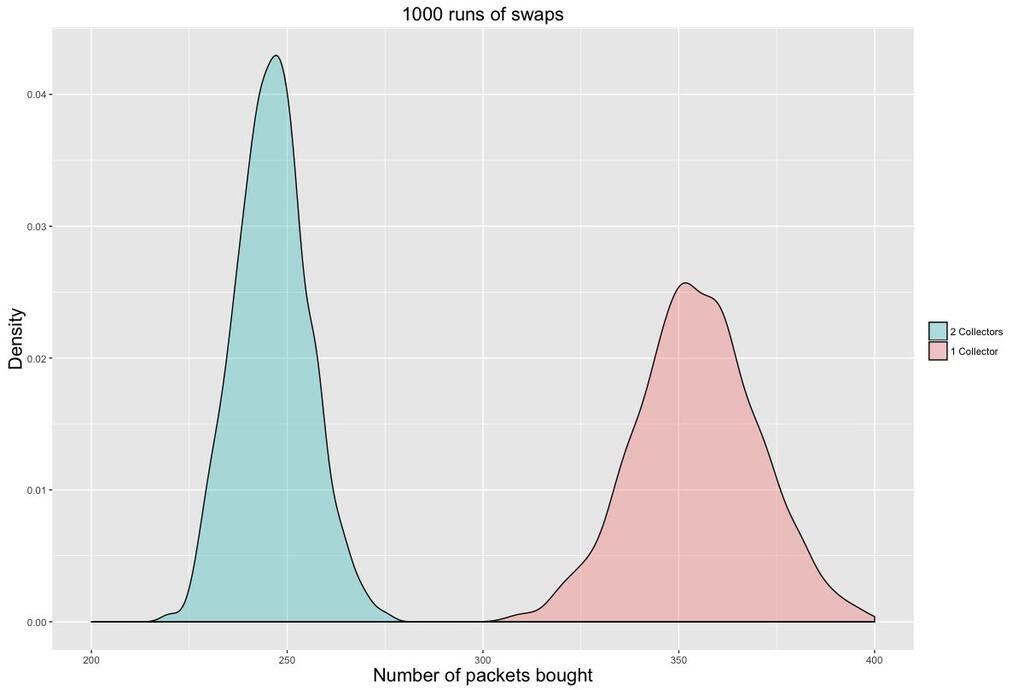 1000 runs of swaps
Density
0.04
0.03
0.02
0.01
0.00
200 250 300 350 400
Number of packets bought
2 Collectors
1 Collector